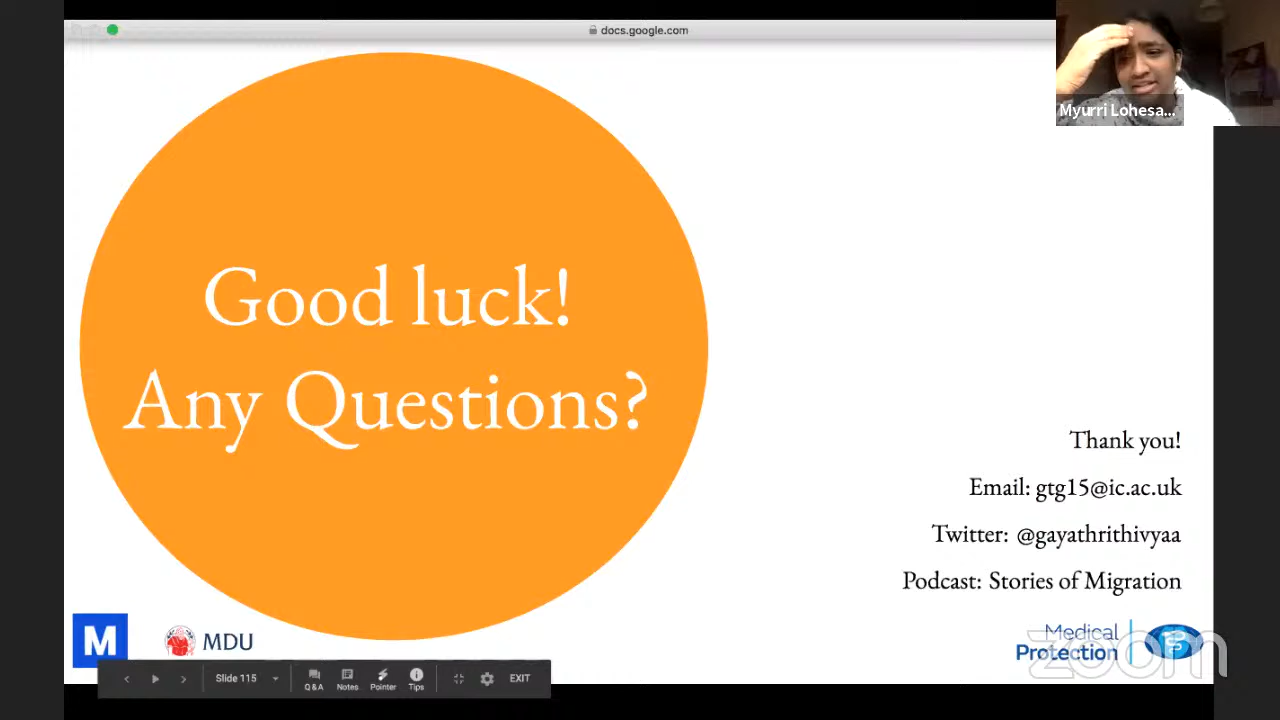 docs.google.com
Myurri Lohesa...
Good luck!
Any Questions?
Thank you!
Email: gtg15@ic.ac.uk
Twitter: @gayathrithivyaa
Podcast: Stories of Migration
M
MDU
Medical
Protection
zoom
Slide 115
Q&A
Notes
Pointer
Tips
EXIT